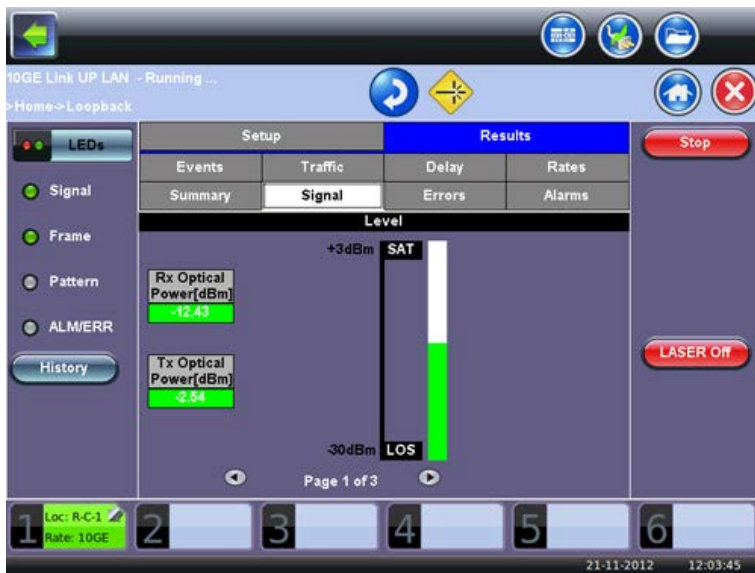 10GE Link UP LAN - Running ...
>Home->Loopback
LEDs
Setup
Results
Stop
Events
Traffic
Delay
Rates
Signal
Summary
Signal
Errors
Alarms
Level
Frame
+3dBm
SAT
Rx Optical
Power[dBm]
-12.43
Pattern
ALM/ERR
History
Tx Optical
Power[dBm]
-2.54
LASER Off
-30dBm
LOS
Page 1 of 3
1
Loc: R-C-1
Rate: 10GE
2
3
4
5
6
21-11-2012 12:03:45